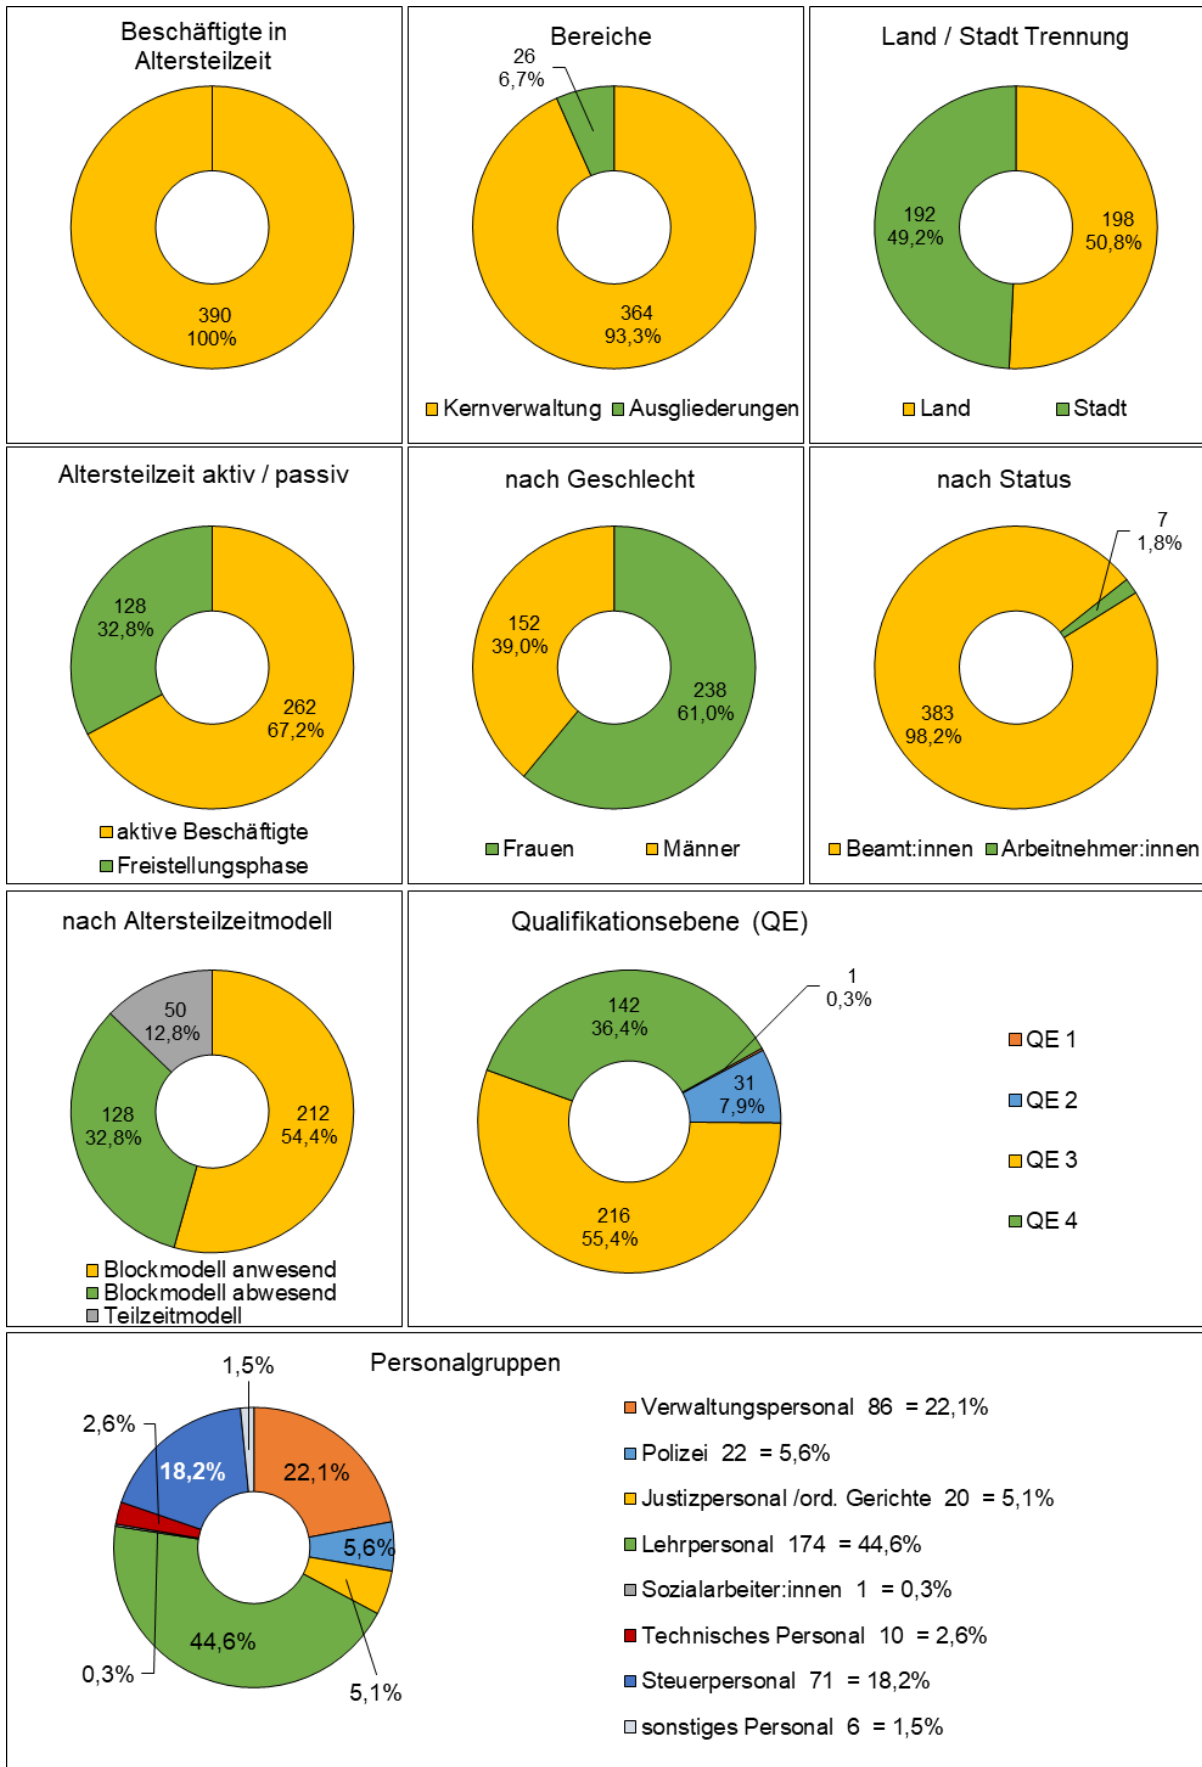 Beschäftigte in
Altersteilzeit
390
100%
Bereiche
26
6,7%
364
93,3%
Kernverwaltung
Ausgliederungen
Land / Stadt Trennung
192
49,2%
198
50,8%
Land
Stadt
Altersteilzeit aktiv / passiv
128
32,8%
262
67,2%
aktive Beschäftigte
Freistellungsphase
nach Geschlecht
152
39,0%
238
61,0%
Frauen
Männer
nach Status
7
1,8%
383
98,2%
Beamt:innen
Arbeitnehmer:innen
nach Altersteilzeitmodell
50
12,8%
128
32,8%
212
54,4%
Blockmodell anwesend
Blockmodell abwesend
Teilzeitmodell
Qualifikationsebene (QE)
1
0,3%
142
36,4%
31
7,9%
216
55,4%
QE 1
QE 2
QE 3
QE 4
Personalgruppen
1,5%
2,6%
18,2%
22,1%
5,6%
44,6%
0,3%
5,1%
Verwaltungspersonal 86 = 22,1%
Polizei 22 = 5,6%
Justizpersonal /ord. Gerichte 20 = 5,1%
Lehrpersonal 174 = 44,6%
Sozialarbeiter:innen 1 = 0,3%
Technisches Personal 10 = 2,6%
Steuerpersonal 71 = 18,2%
sonstiges Personal 6 = 1,5%